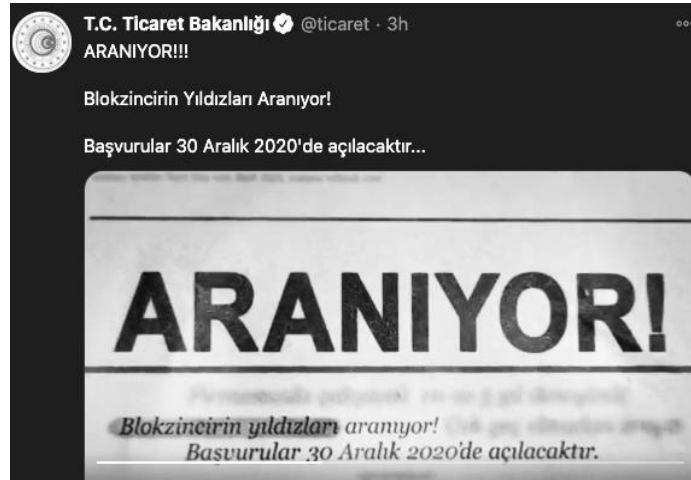 T.C. Ticaret Bakanlığı @ticaret · 3h
ARANIYOR!!!
Blokzincirin Yıldızları Aranıyor!
Başvurular 30 Aralık 2020'de açılacaktır...
ARANIYOR!
Blokzincirin yıldızları aranıyor!
Başvurular 30 Aralık 2020'de açılacaktır.